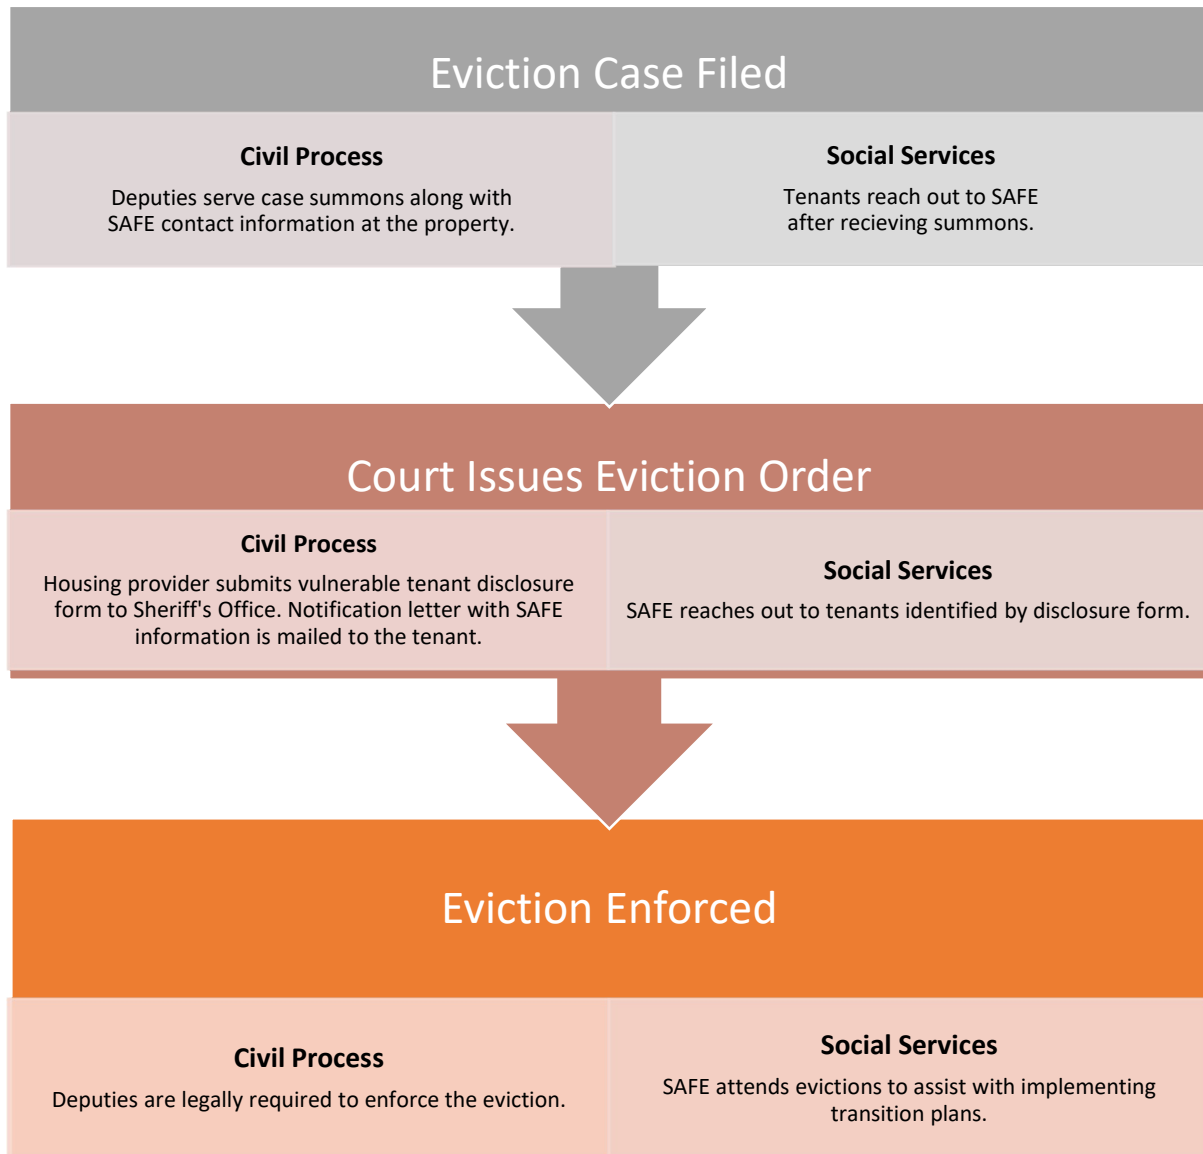 Eviction Case Filed
Civil Process
Deputies serve case summons along with
SAFE contact information at the property.
Social Services
Tenants reach out to SAFE
after recieving summons.
Court Issues Eviction Order
Civil Process
Housing provider submits vulnerable tenant disclosure
form to Sheriff's Office. Notification letter with SAFE
information is mailed to the tenant.
Social Services
SAFE reaches out to tenants identified by disclosure form.
Eviction Enforced
Civil Process
Deputies are legally required to enforce the eviction.
Social Services
SAFE attends evictions to assist with implementing
transition plans.